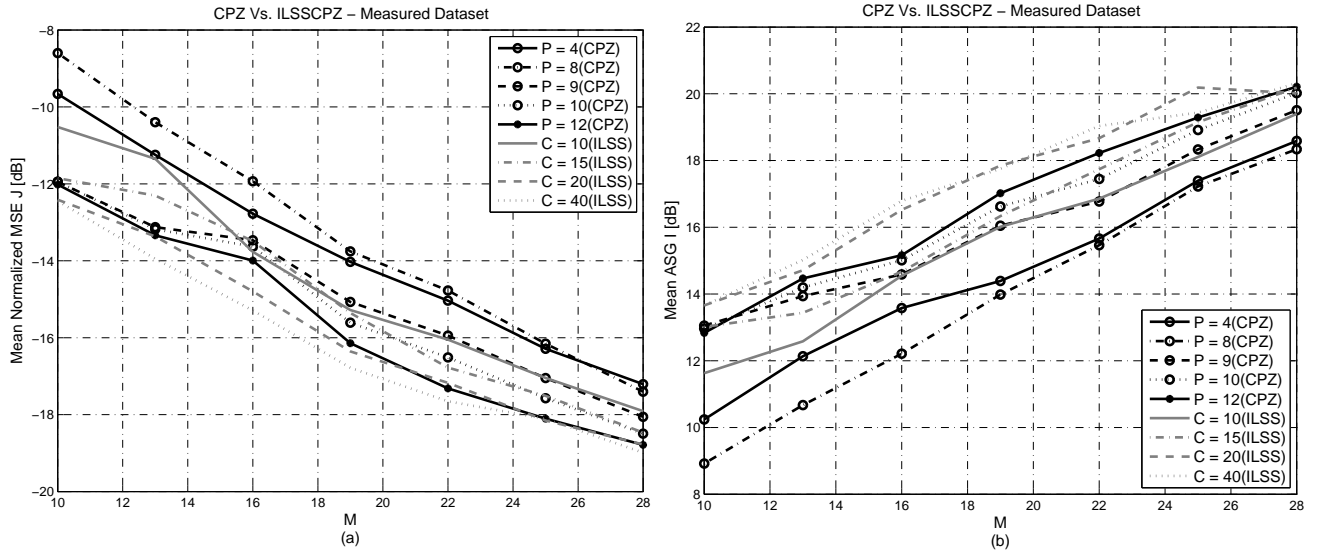 CPZ Vs. ILSSCPZ – Measured Dataset
Mean Normalized MSE J [dB]
−8
−10
−12
−14
−16
−18
−20
10 12 14 16 18 20 22 24 26 28
M
(a)
P = 4(CPZ)
P = 8(CPZ)
P = 9(CPZ)
P = 10(CPZ)
P = 12(CPZ)
C = 10(ILSS)
C = 15(ILSS)
C = 20(ILSS)
C = 40(ILSS)
CPZ Vs. ILSSCPZ – Measured Dataset
Mean ASG I [dB]
22
20
18
16
14
12
10
8
10 12 14 16 18 20 22 24 26 28
M
(b)
P = 4(CPZ)
P = 8(CPZ)
P = 9(CPZ)
P = 10(CPZ)
P = 12(CPZ)
C = 10(ILSS)
C = 15(ILSS)
C = 20(ILSS)
C = 40(ILSS)